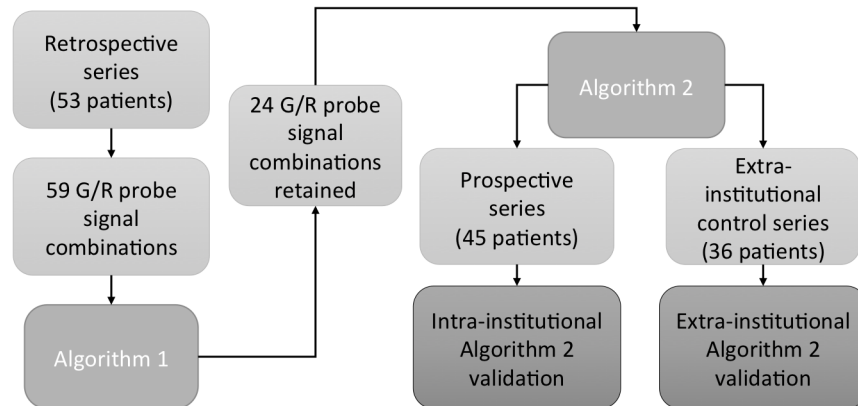 Retrospective
series
(53 patients)
59 G/R probe
signal
combinations
Algorithm 1
24 G/R probe
signal
combinations
retained
Algorithm 2
Prospective
series
(45 patients)
Intra-institutional
Algorithm 2
validation
Extra-
institutional
control series
(36 patients)
Extra-institutional
Algorithm 2
validation